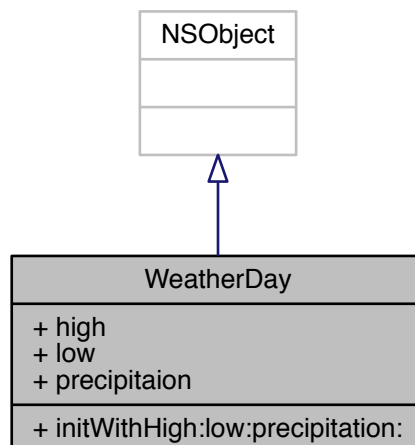 NSObject
WeatherDay
+ high
+ low
+ precipitaion
+ initWithHigh:low:precipitation: